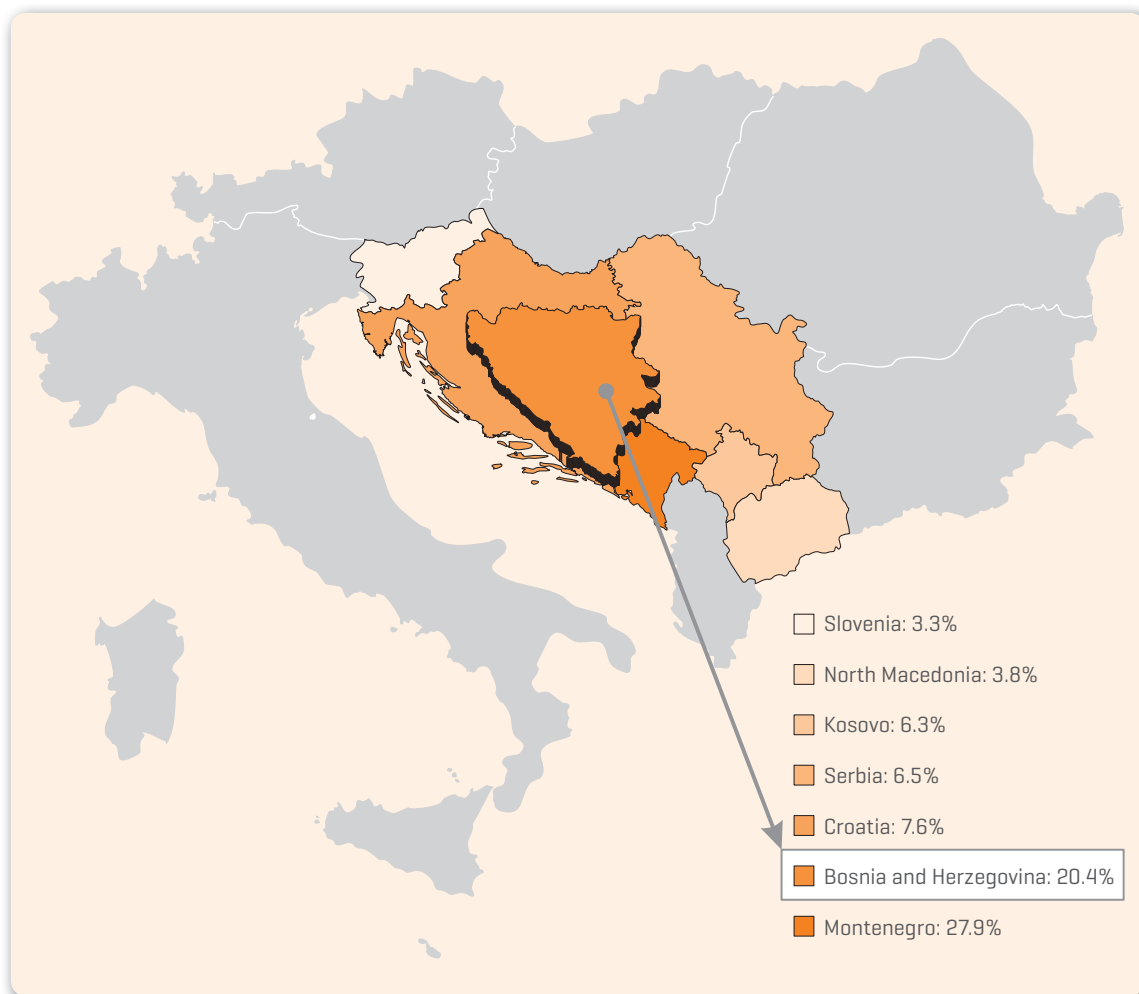 Slovenia: 3.3%
North Macedonia: 3.8%
Kosovo: 6.3%
Serbia: 6.5%
Croatia: 7.6%
Bosnia and Herzegovina: 20.4%
Montenegro: 27.9%